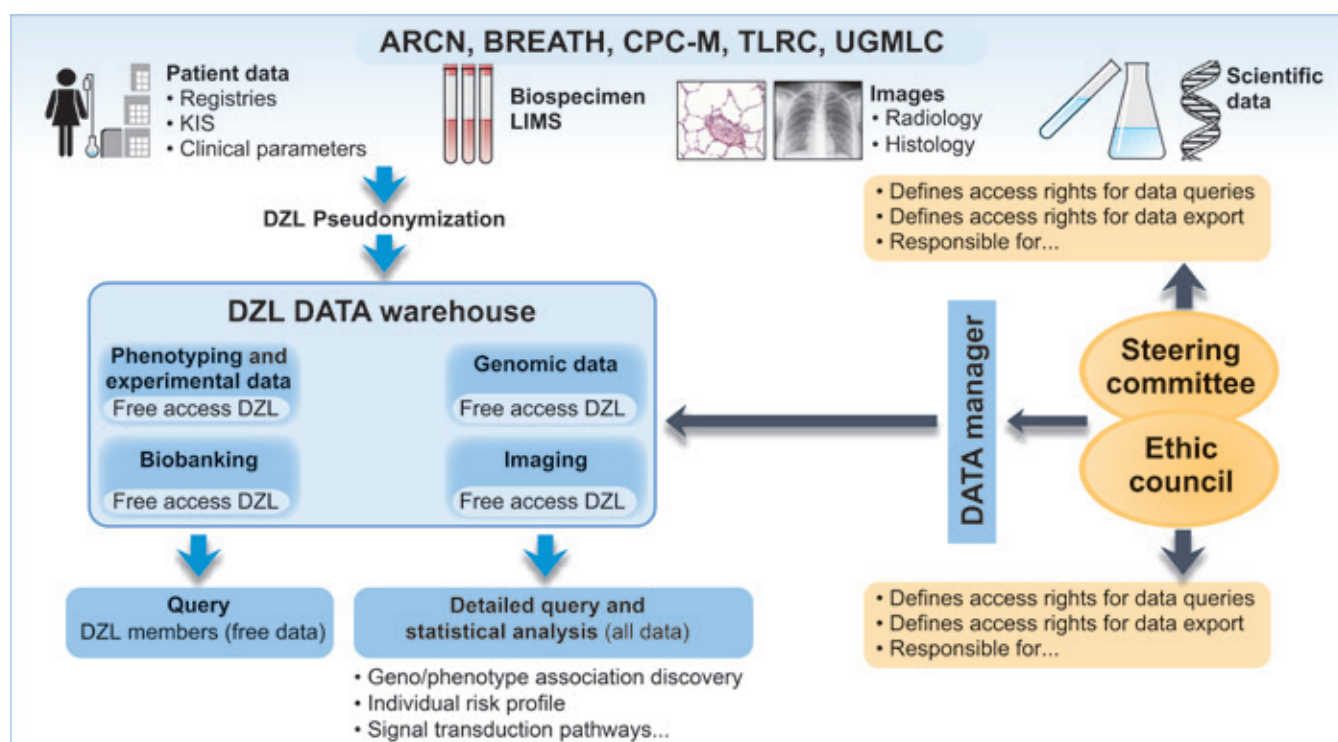 ARCN, BREATH, CPC-M, TLRC, UGMLC
Patient data
• Registries
• KIS
• Clinical parameters
Biospecimen
LIMS
Images
• Radiology
• Histology
Scientific
data
DZL Pseudonymization
• Defines access rights for data queries
• Defines access rights for data export
• Responsible for...
DZL DATA warehouse
Phenotyping and
experimental data
Free access DZL
Genomic data
Free access DZL
Biobanking
Free access DZL
Imaging
Free access DZL
DATA manager
Steering
committee
Ethic
council
Query
DZL members (free data)
Detailed query and
statistical analysis (all data)
• Geno/phenotype association discovery
• Individual risk profile
• Signal transduction pathways...
• Defines access rights for data queries
• Defines access rights for data export
• Responsible for...